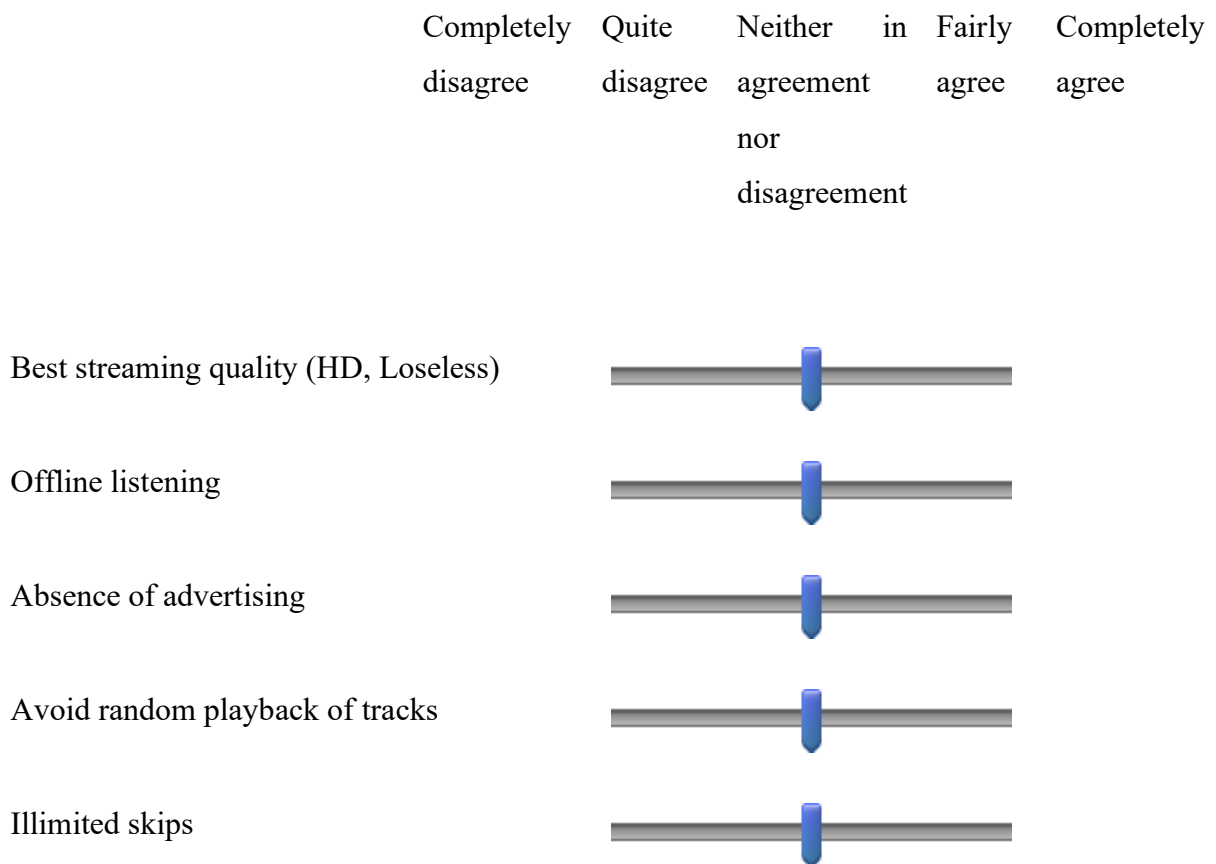 Completely Quite Neither in Fairly Completely
disagree disagree agreement agree agree
nor
disagreement
Best streaming quality (HD, Loseless)
Offline listening
Absence of advertising
Avoid random playback of tracks
Illimited skips